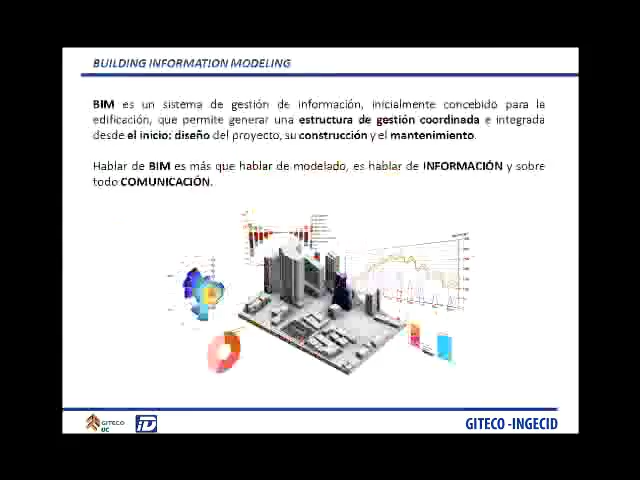 BUILDING INFORMATION MODELING
BIM es un sistema de gestión de información, inicialmente concebido para la
edificación, que permite generar una estructura de gestión coordinada e integrada
desde el inicio: diseño del proyecto, su construcción y el mantenimiento.
Hablar de BIM es más que hablar de modelado, es hablar de INFORMACIÓN y sobre
todo COMUNICACIÓN.
GITECO
UC
iD
GITECO -INGECID